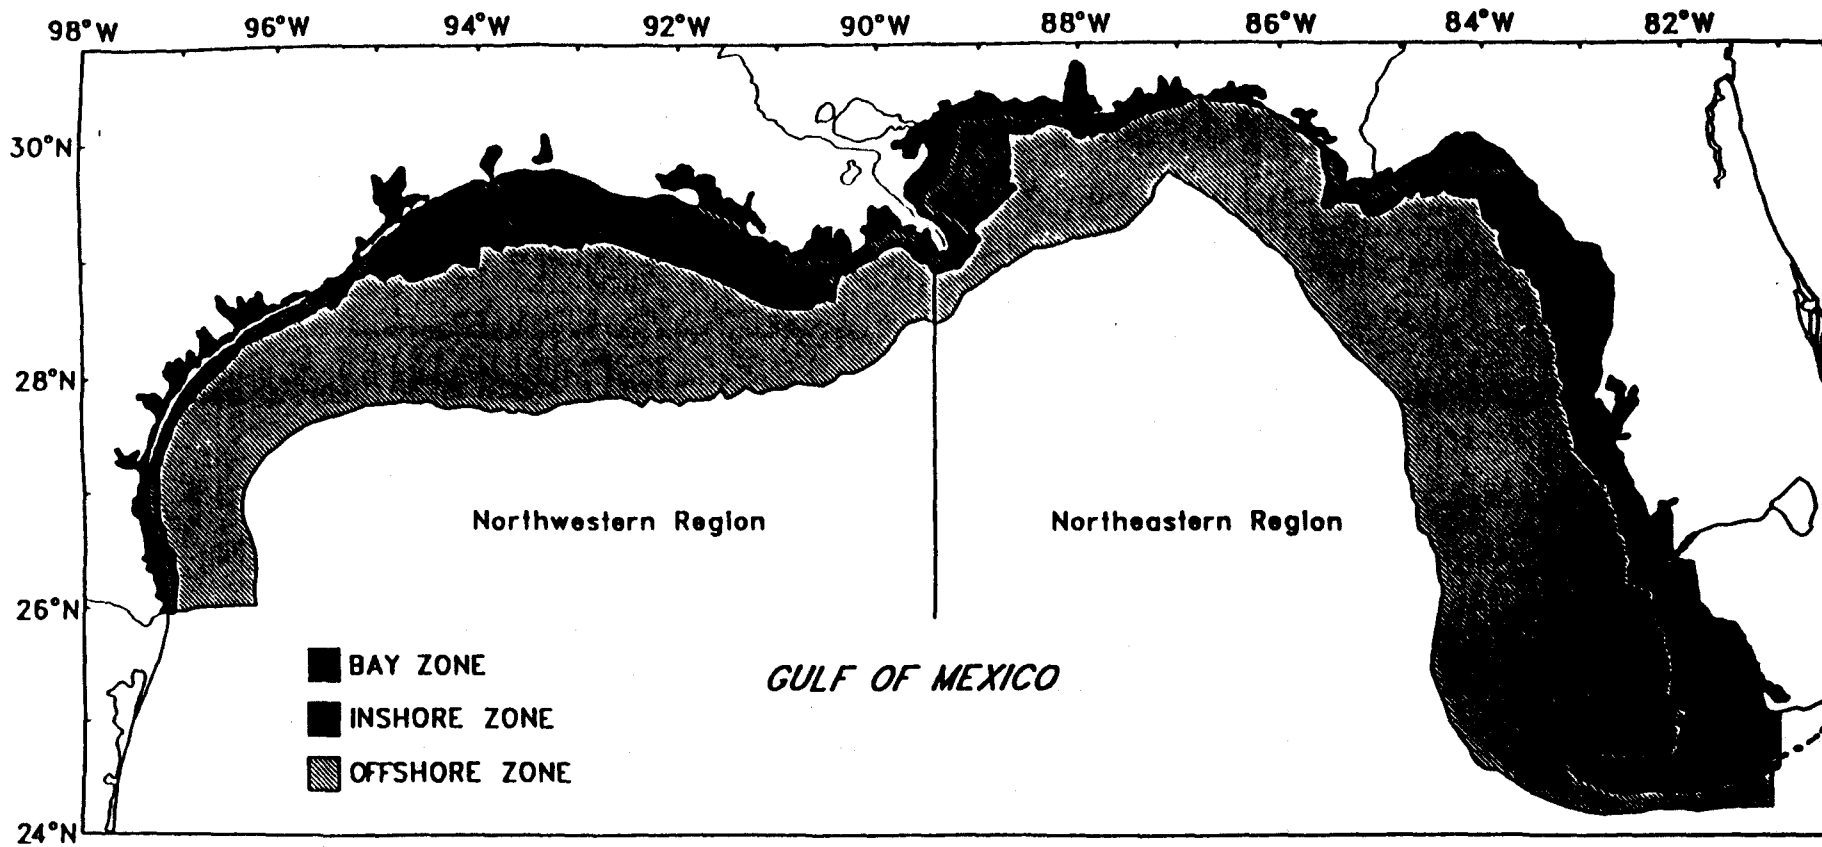 98°W 96°W 94°W 92°W 90°W 88°W 86°W 84°W 82°W
30°N
28°N
Northwestern Region Northeastern Region
26°N
BAY ZONE
GULF OF MEXICO
INSHORE ZONE
OFFSHORE ZONE
24°N